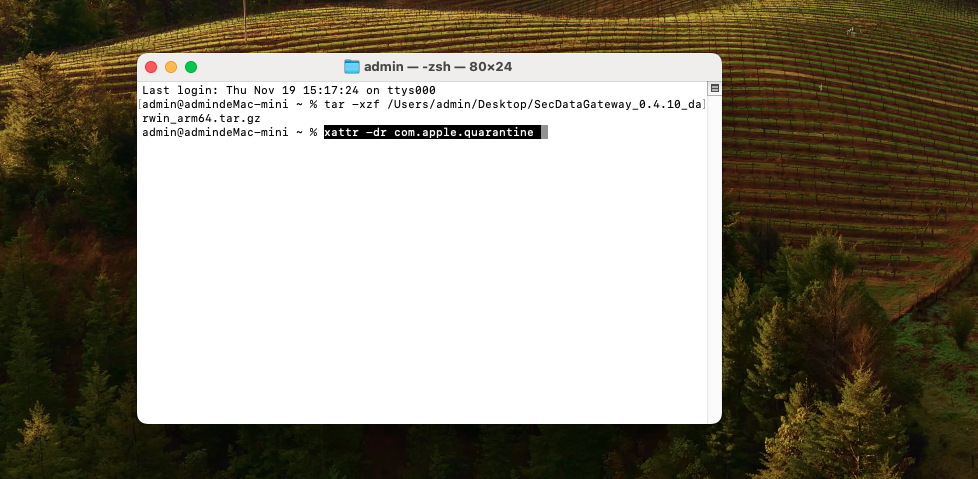 admin — -zsh — 80×24
Last login: Thu Nov 19 15:17:24 on ttys000
[admin@admindeMac-mini ~ % tar -xzf /Users/admin/Desktop/SecDataGateway_0.4.10_da]
rwin_arm64.tar.gz
admin@admindeMac-mini ~ % xattr -dr com.apple.quarantine